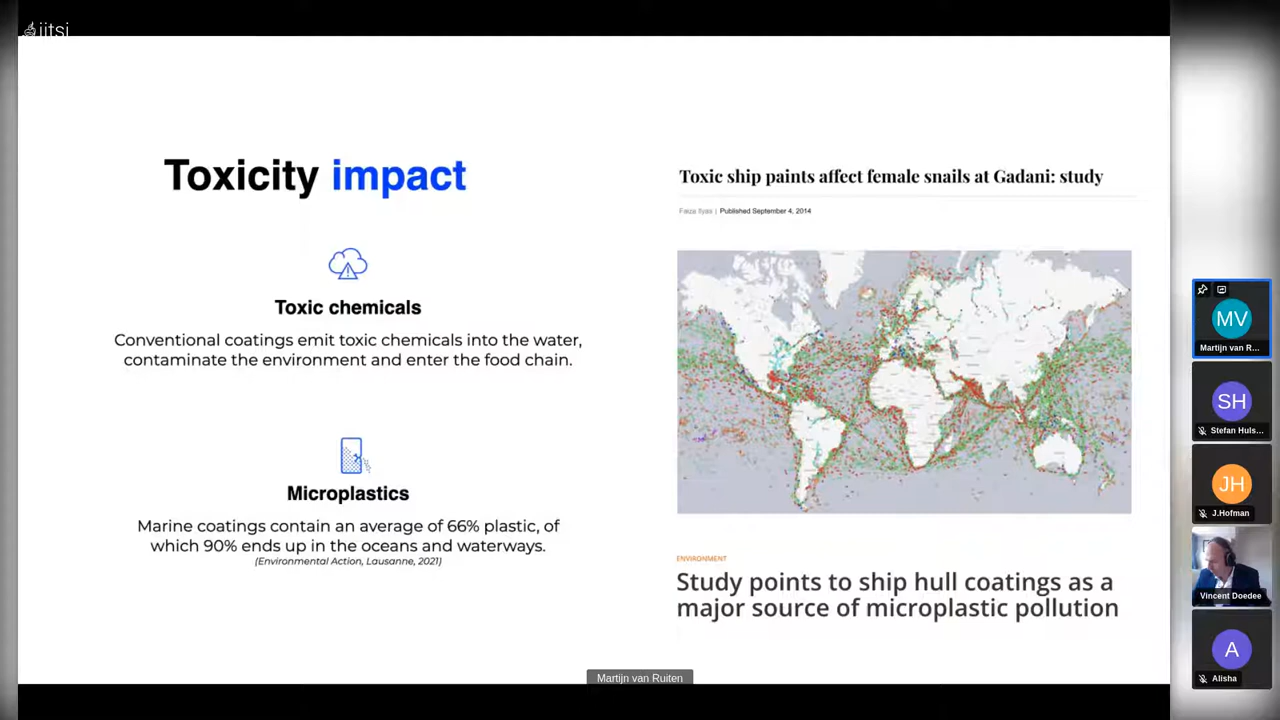 jitsi
Toxicity impact
Toxic chemicals
Conventional coatings emit toxic chemicals into the water,
contaminate the environment and enter the food chain.
Microplastics
Marine coatings contain an average of 66% plastic, of
which 90% ends up in the oceans and waterways.
(Environmental Action, Lausanne, 2021)
Toxic ship paints affect female snails at Gadani: study
Faiza Ilyas | Published September 4, 2014
ENVIRONMENT
Study points to ship hull coatings as a
major source of microplastic pollution
Martijn van Ruiten
MV
Martijn van R...
SH
Stefan Huls...
JH
J.Hofman
Vincent Doedee
A
Alisha